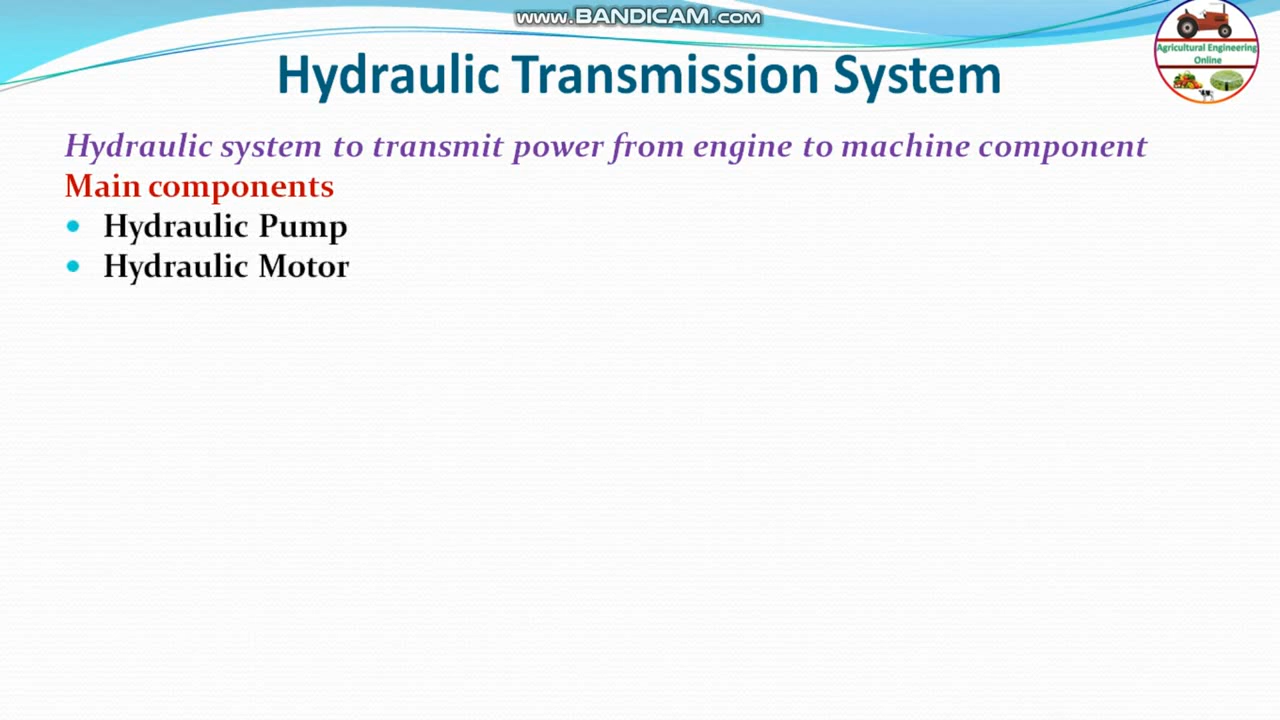 www.BANDICAM.com
Hydraulic Transmission System
Agricultural Engineering
Online
Hydraulic system to transmit power from engine to machine component
Main components
• Hydraulic Pump
• Hydraulic Motor